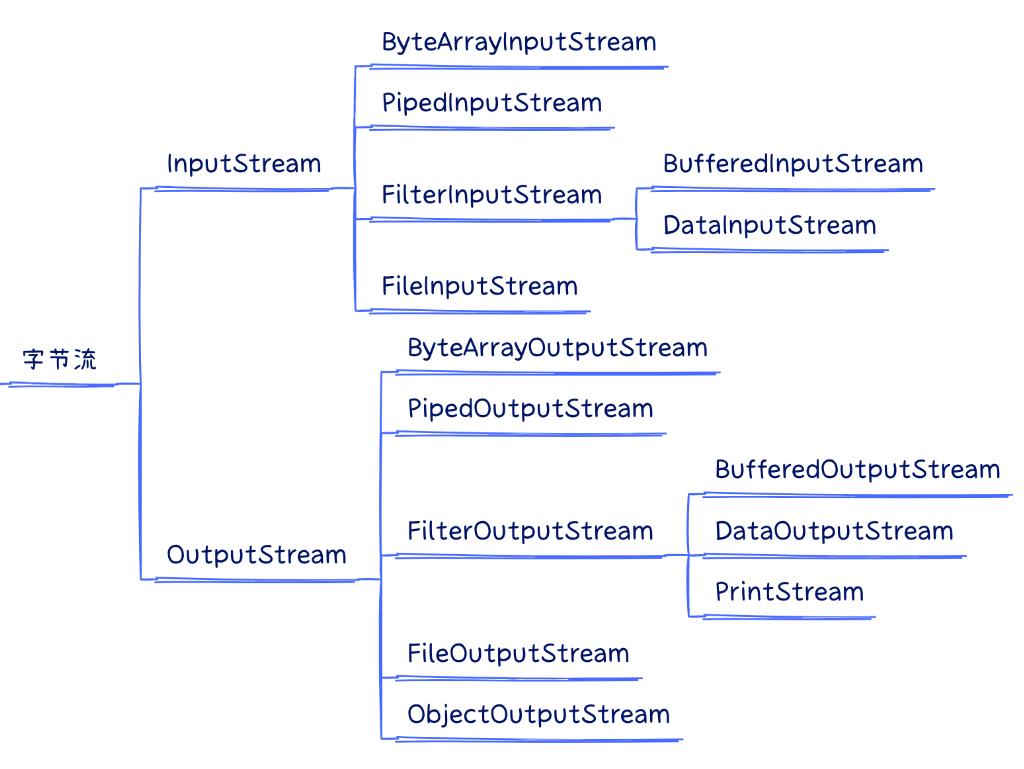 字节流
InputStream
ByteArrayInputStream
PipedInputStream
FilterInputStream
BufferedInputStream
DataInputStream
FileInputStream
OutputStream
ByteArrayOutputStream
PipedOutputStream
FilterOutputStream
BufferedOutputStream
DataOutputStream
PrintStream
FileOutputStream
ObjectOutputStream